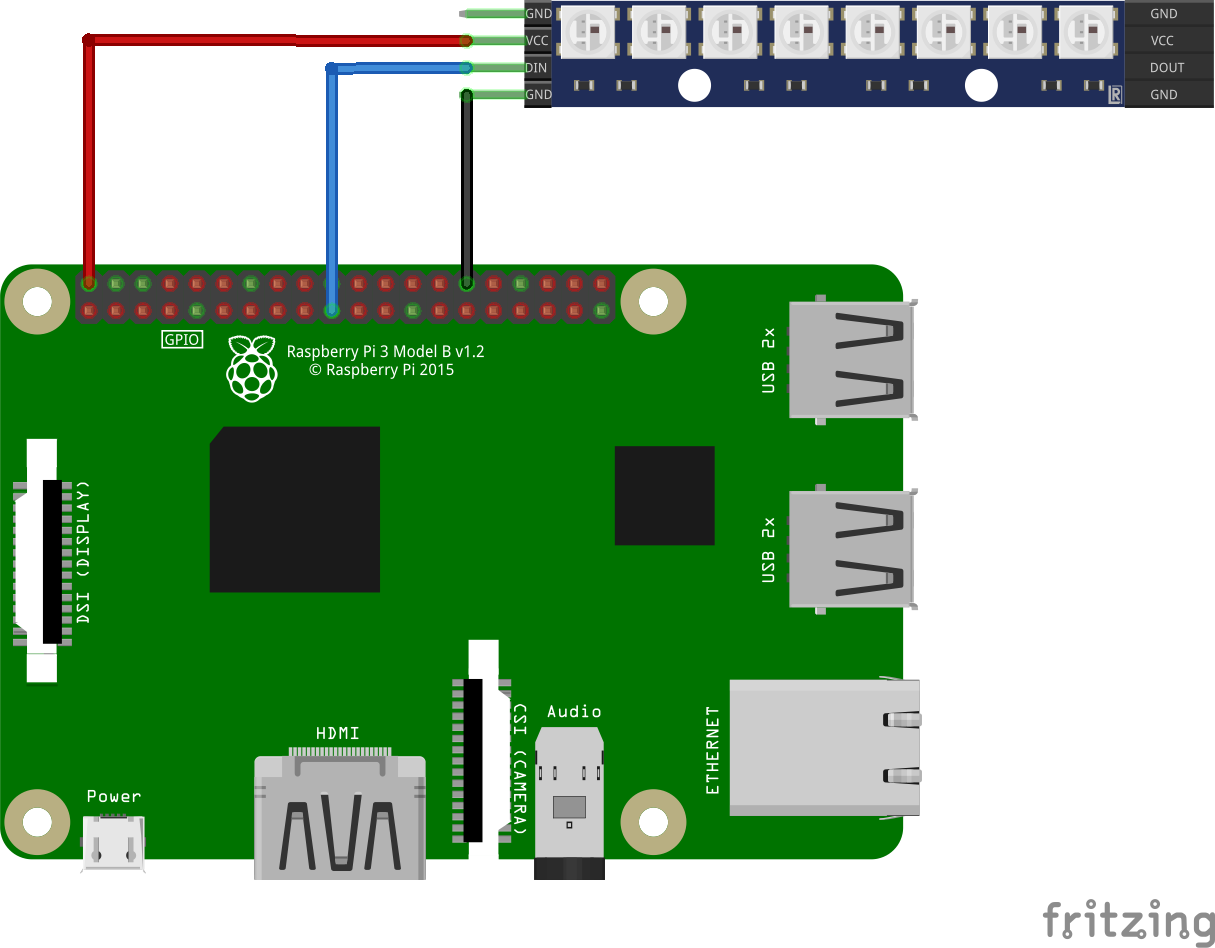 GND
VCC
DIN
GND
GND
VCC
DOUT
GND
GPIO
Raspberry Pi 3 Model B v1.2
© Raspberry Pi 2015
USB 2x
DSI (DISPLAY)
USB 2x
HDMI
CSI (CAMERA)
Audio
ETHERNET
Power
fritzing